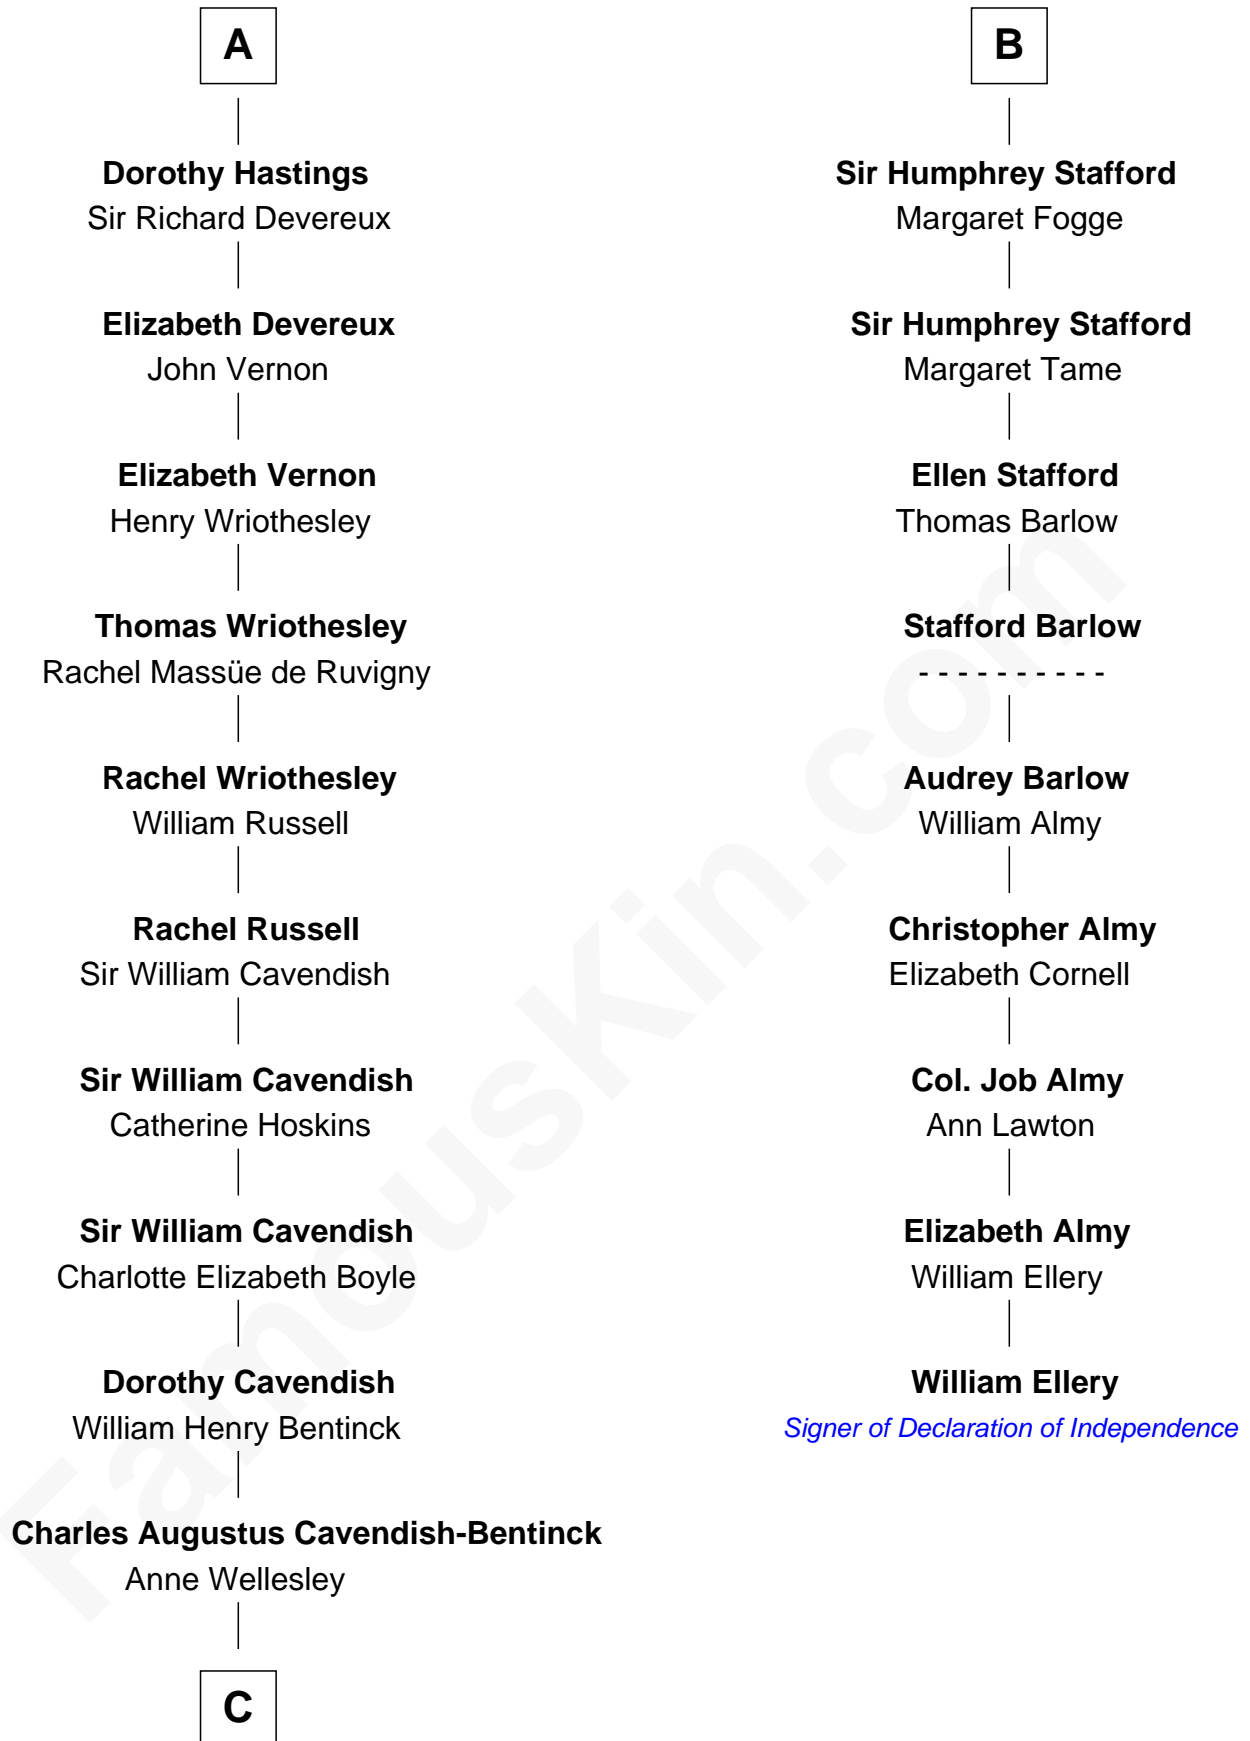 A
Dorothy Hastings
Sir Richard Devereux
Elizabeth Devereux
John Vernon
Elizabeth Vernon
Henry Wriothesley
Thomas Wriothesley
Rachel Massüe de Ruvigny
Rachel Wriothesley
William Russell
Rachel Russell
Sir William Cavendish
Sir William Cavendish
Catherine Hoskins
Sir William Cavendish
Charlotte Elizabeth Boyle
Dorothy Cavendish
William Henry Bentinck
Charles Augustus Cavendish-Bentinck
Anne Wellesley
C
B
Sir Humphrey Stafford
Margaret Fogge
Sir Humphrey Stafford
Margaret Tame
Ellen Stafford
Thomas Barlow
Stafford Barlow
- - - - - - - - - -
Audrey Barlow
William Almy
Christopher Almy
Elizabeth Cornell
Col. Job Almy
Ann Lawton
Elizabeth Almy
William Ellery
William Ellery
Signer of Declaration of Independence
FamousKin.com